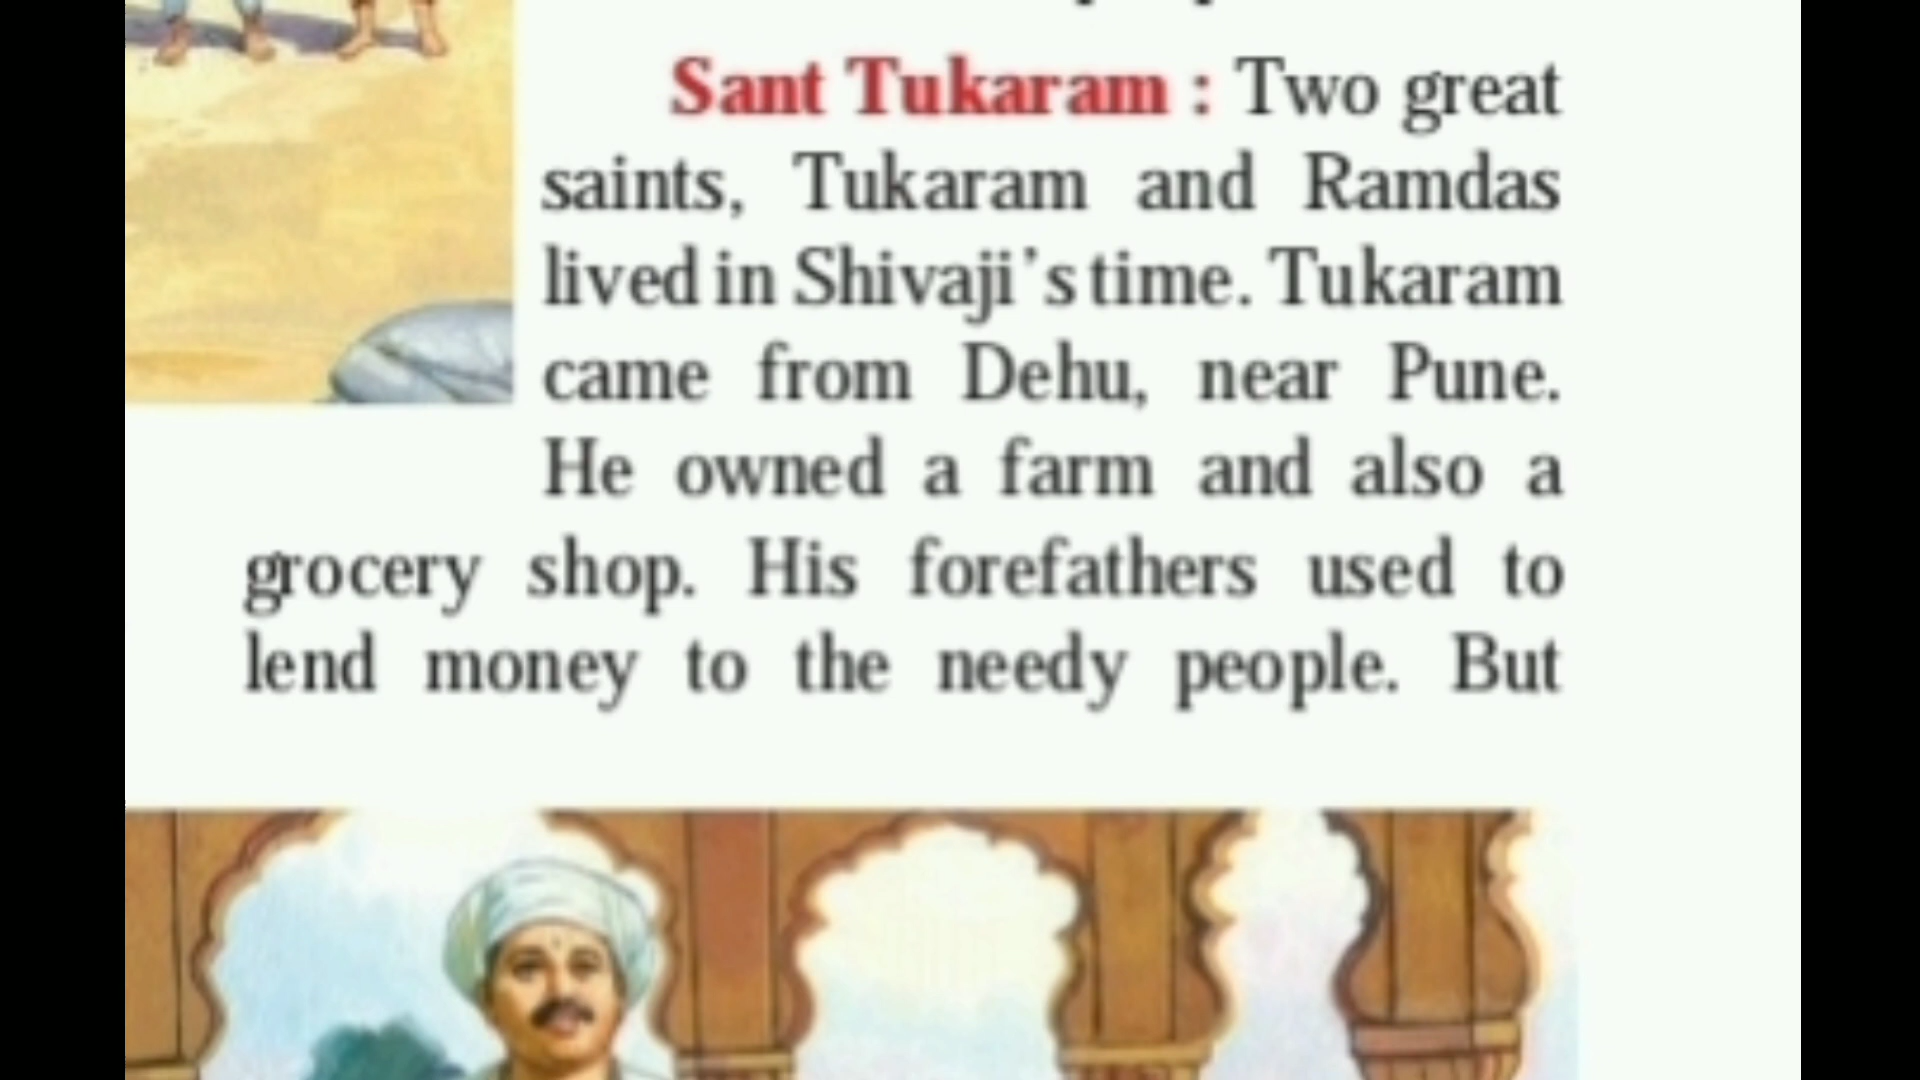 Sant Tukaram : Two great
saints, Tukaram and Ramdas
lived in Shivaji's time. Tukaram
came from Dehu, near Pune.
He owned a farm and also a
grocery shop. His forefathers used to
lend money to the needy people. But